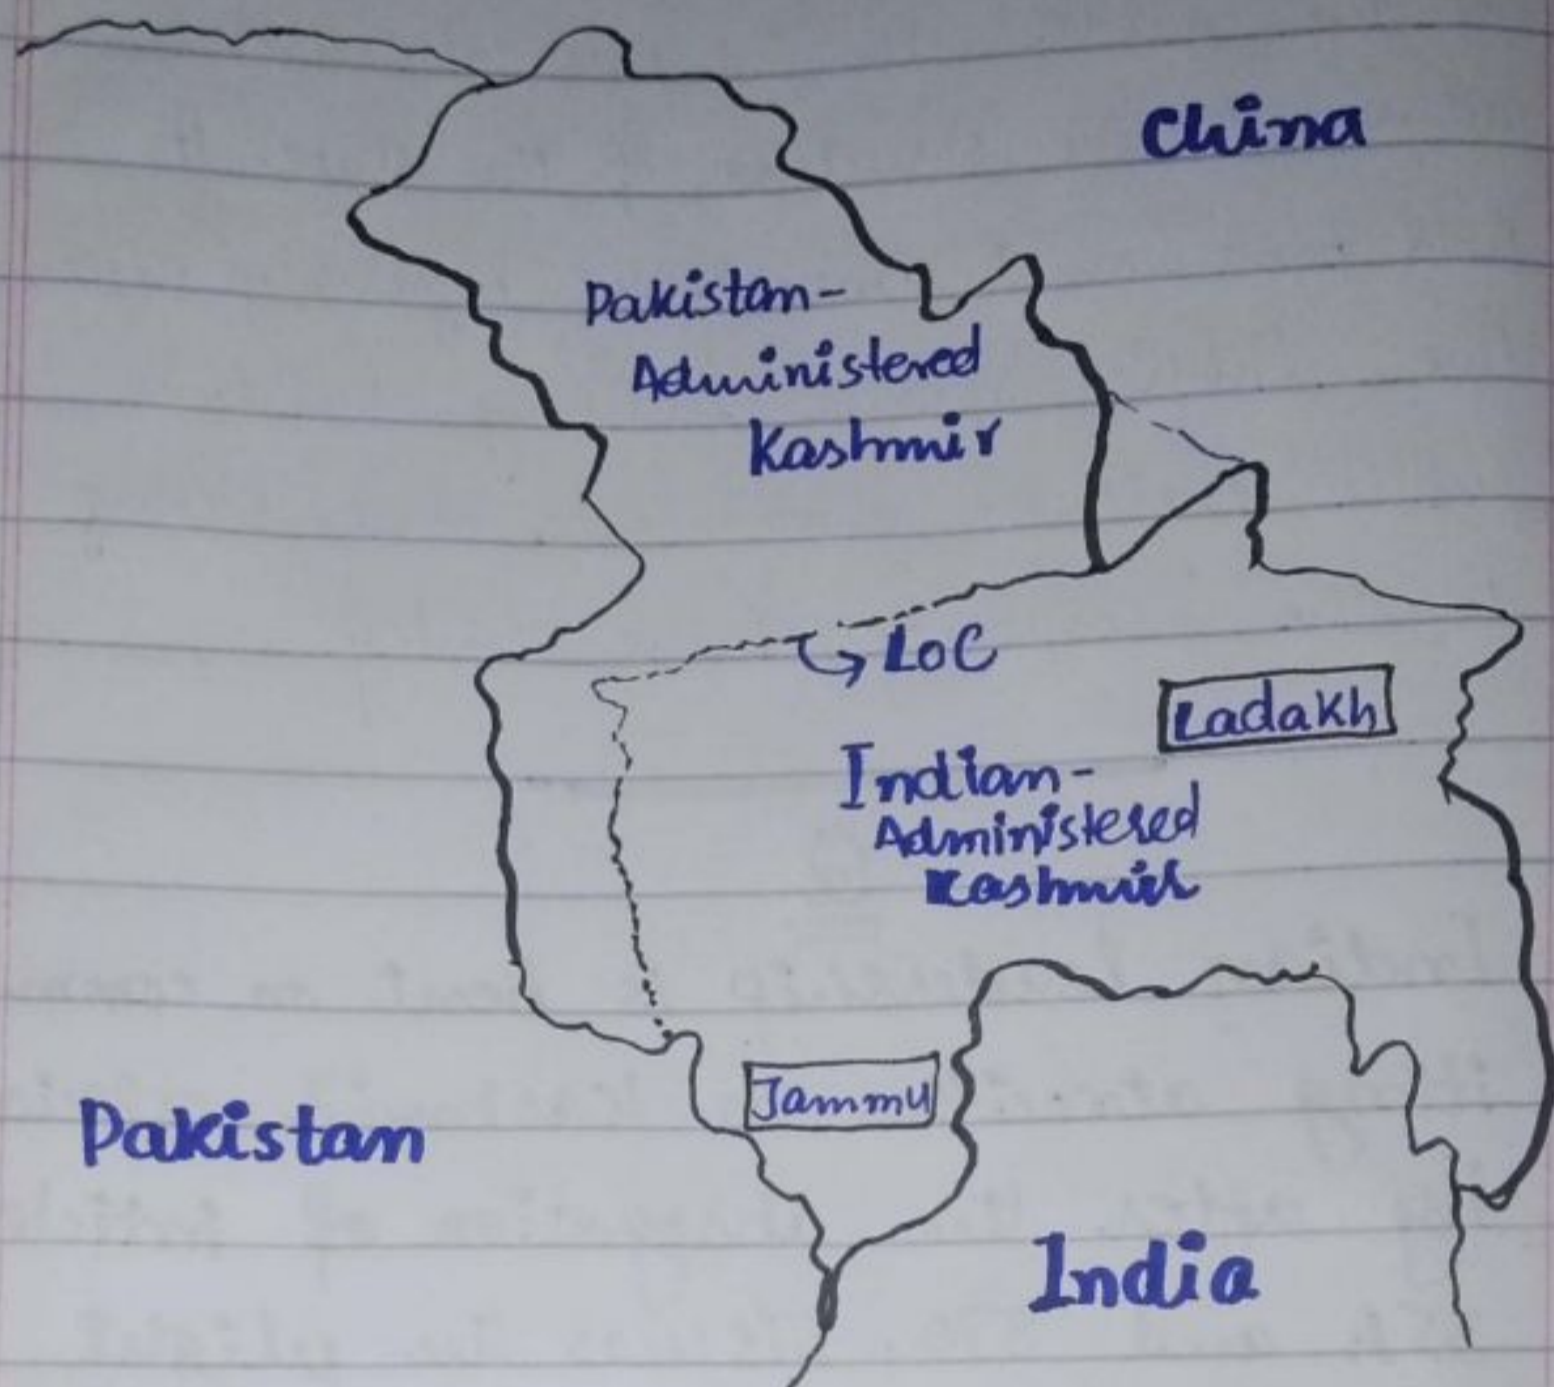 China
Pakistan-
Administered
Kashmir
LoC
Ladakh
Indian-
Administered
Kashmir
Jammu
Pakistan
India